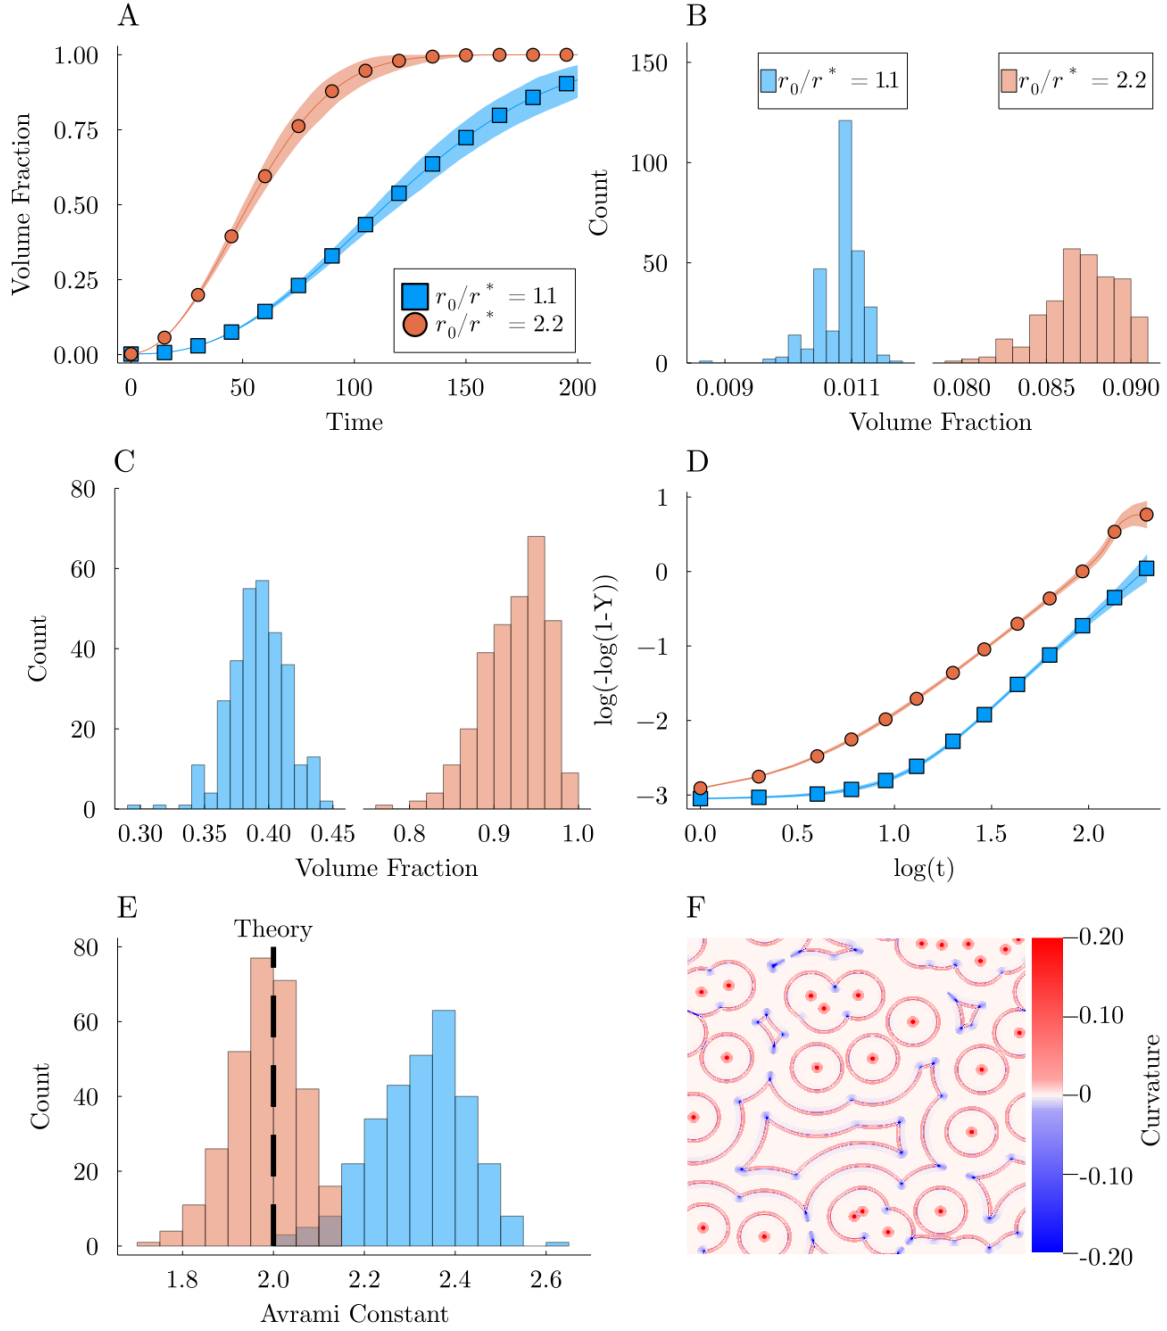 A
1.00
0.75
0.50
0.25
0.00
Volume Fraction
0
50
100
150
200
Time
r₀/r* = 1.1
r₀/r* = 2.2
B
150
100
50
0
Count
r₀/r* = 1.1
r₀/r* = 2.2
0.009
0.011
0.080
0.085
0.090
Volume Fraction
C
80
60
40
20
0
Count
0.30
0.35
0.40
0.45
0.8
0.9
1.0
Volume Fraction
D
1
0
−1
−2
−3
log(-log(1-Y))
0.0
0.5
1.0
1.5
2.0
log(t)
E
Theory
80
60
40
20
0
Count
1.8
2.0
2.2
2.4
2.6
Avrami Constant
F
0.20
0.10
0
-0.10
-0.20
Curvature